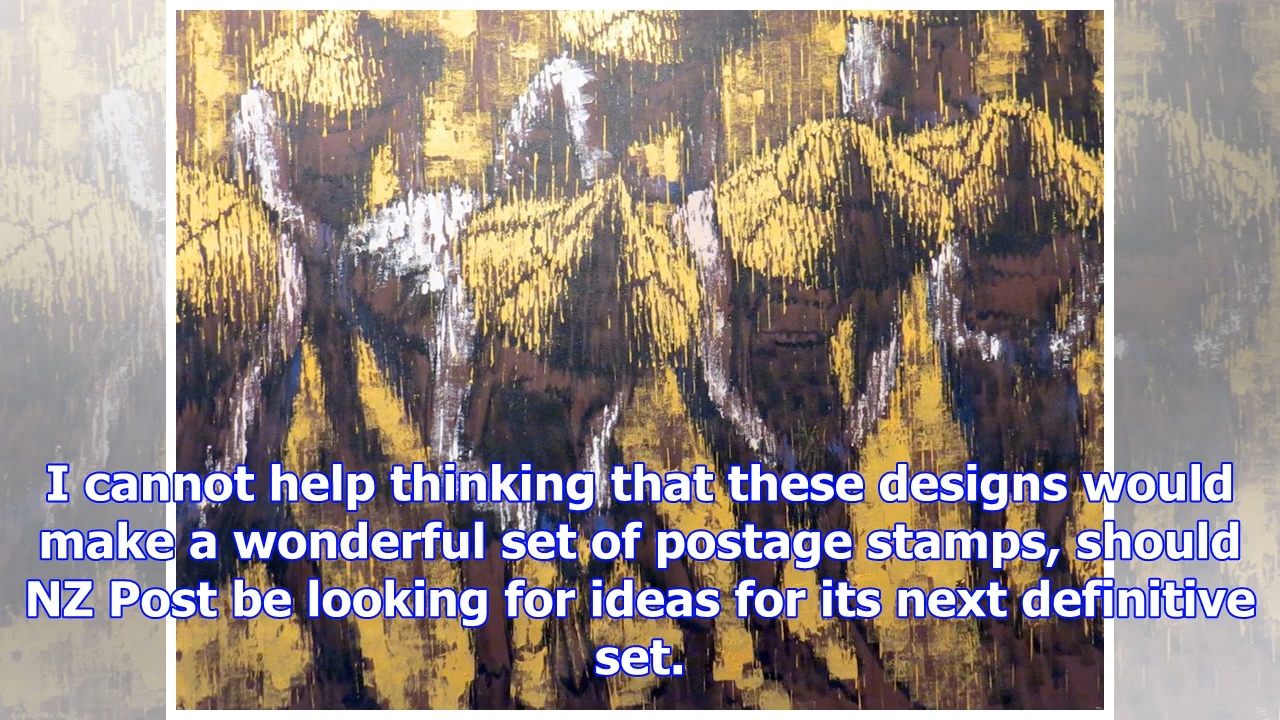 I cannot help thinking that these designs would
make a wonderful set of postage stamps, should
NZ Post be looking for ideas for its next definitive
set.